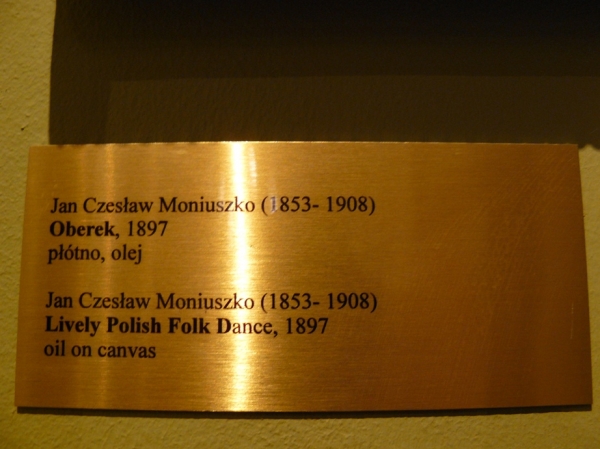 Jan Czesław Moniuszko (1853- 1908)
Oberek, 1897
płótno, olej
Jan Czesław Moniuszko (1853- 1908)
Lively Polish Folk Dance, 1897
oil on canvas